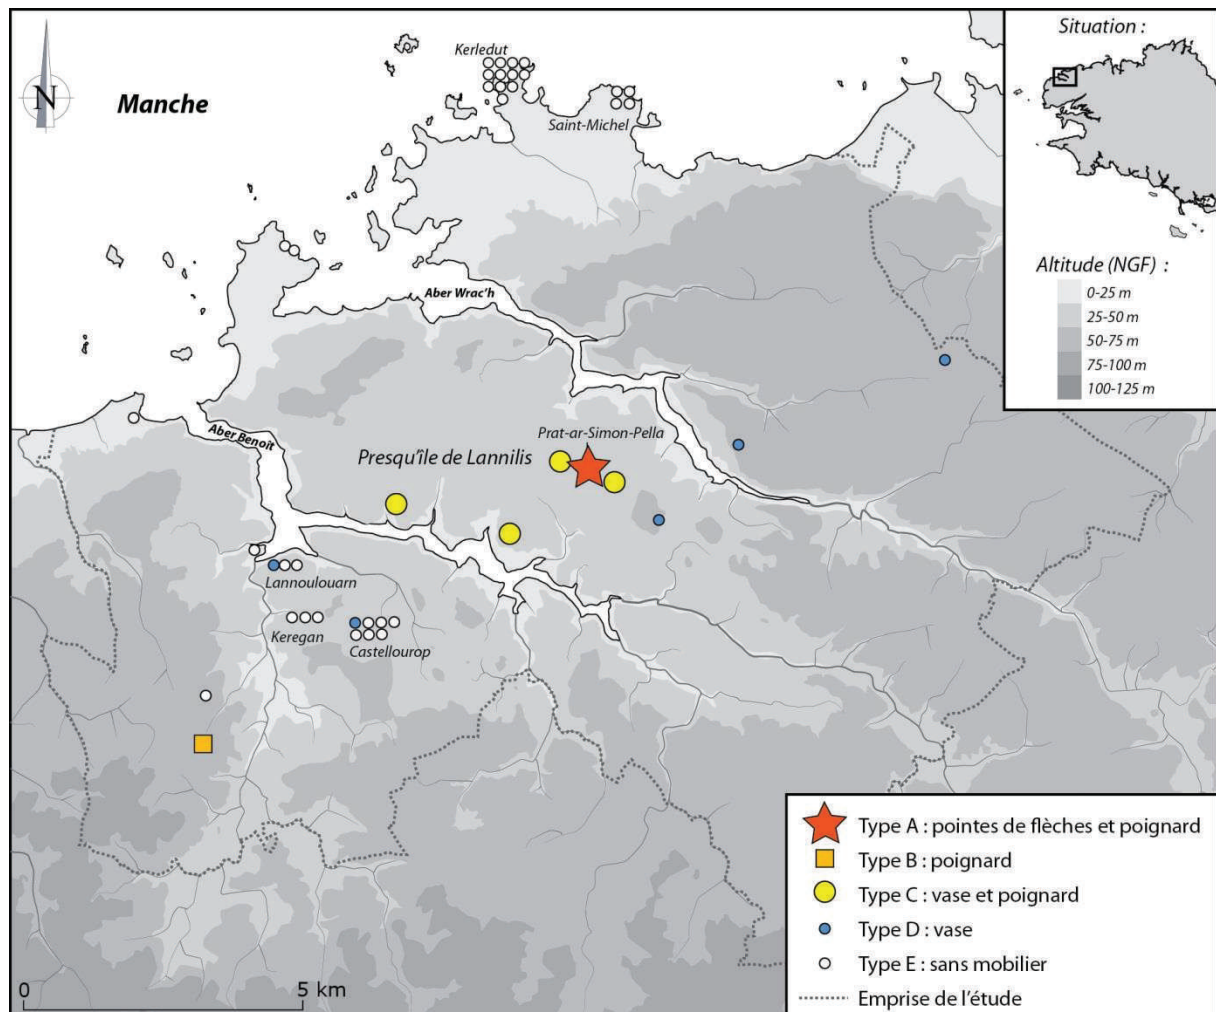 Kerledut
Situation :
N
Manche
Saint-Michel
Aber Wrac'h
Altitude (NGF) :
0-25 m
25-50 m
50-75 m
75-100 m
100-125 m
Aber Benoît
Prat-ar-Simon-Pella
Presqu'île de Lannilis
Lannoulouarn
Keregan
Castellourop
Type A : pointes de flèches et poignard
Type B : poignard
Type C : vase et poignard
Type D : vase
Type E : sans mobilier
Emprise de l'étude
0 5 km